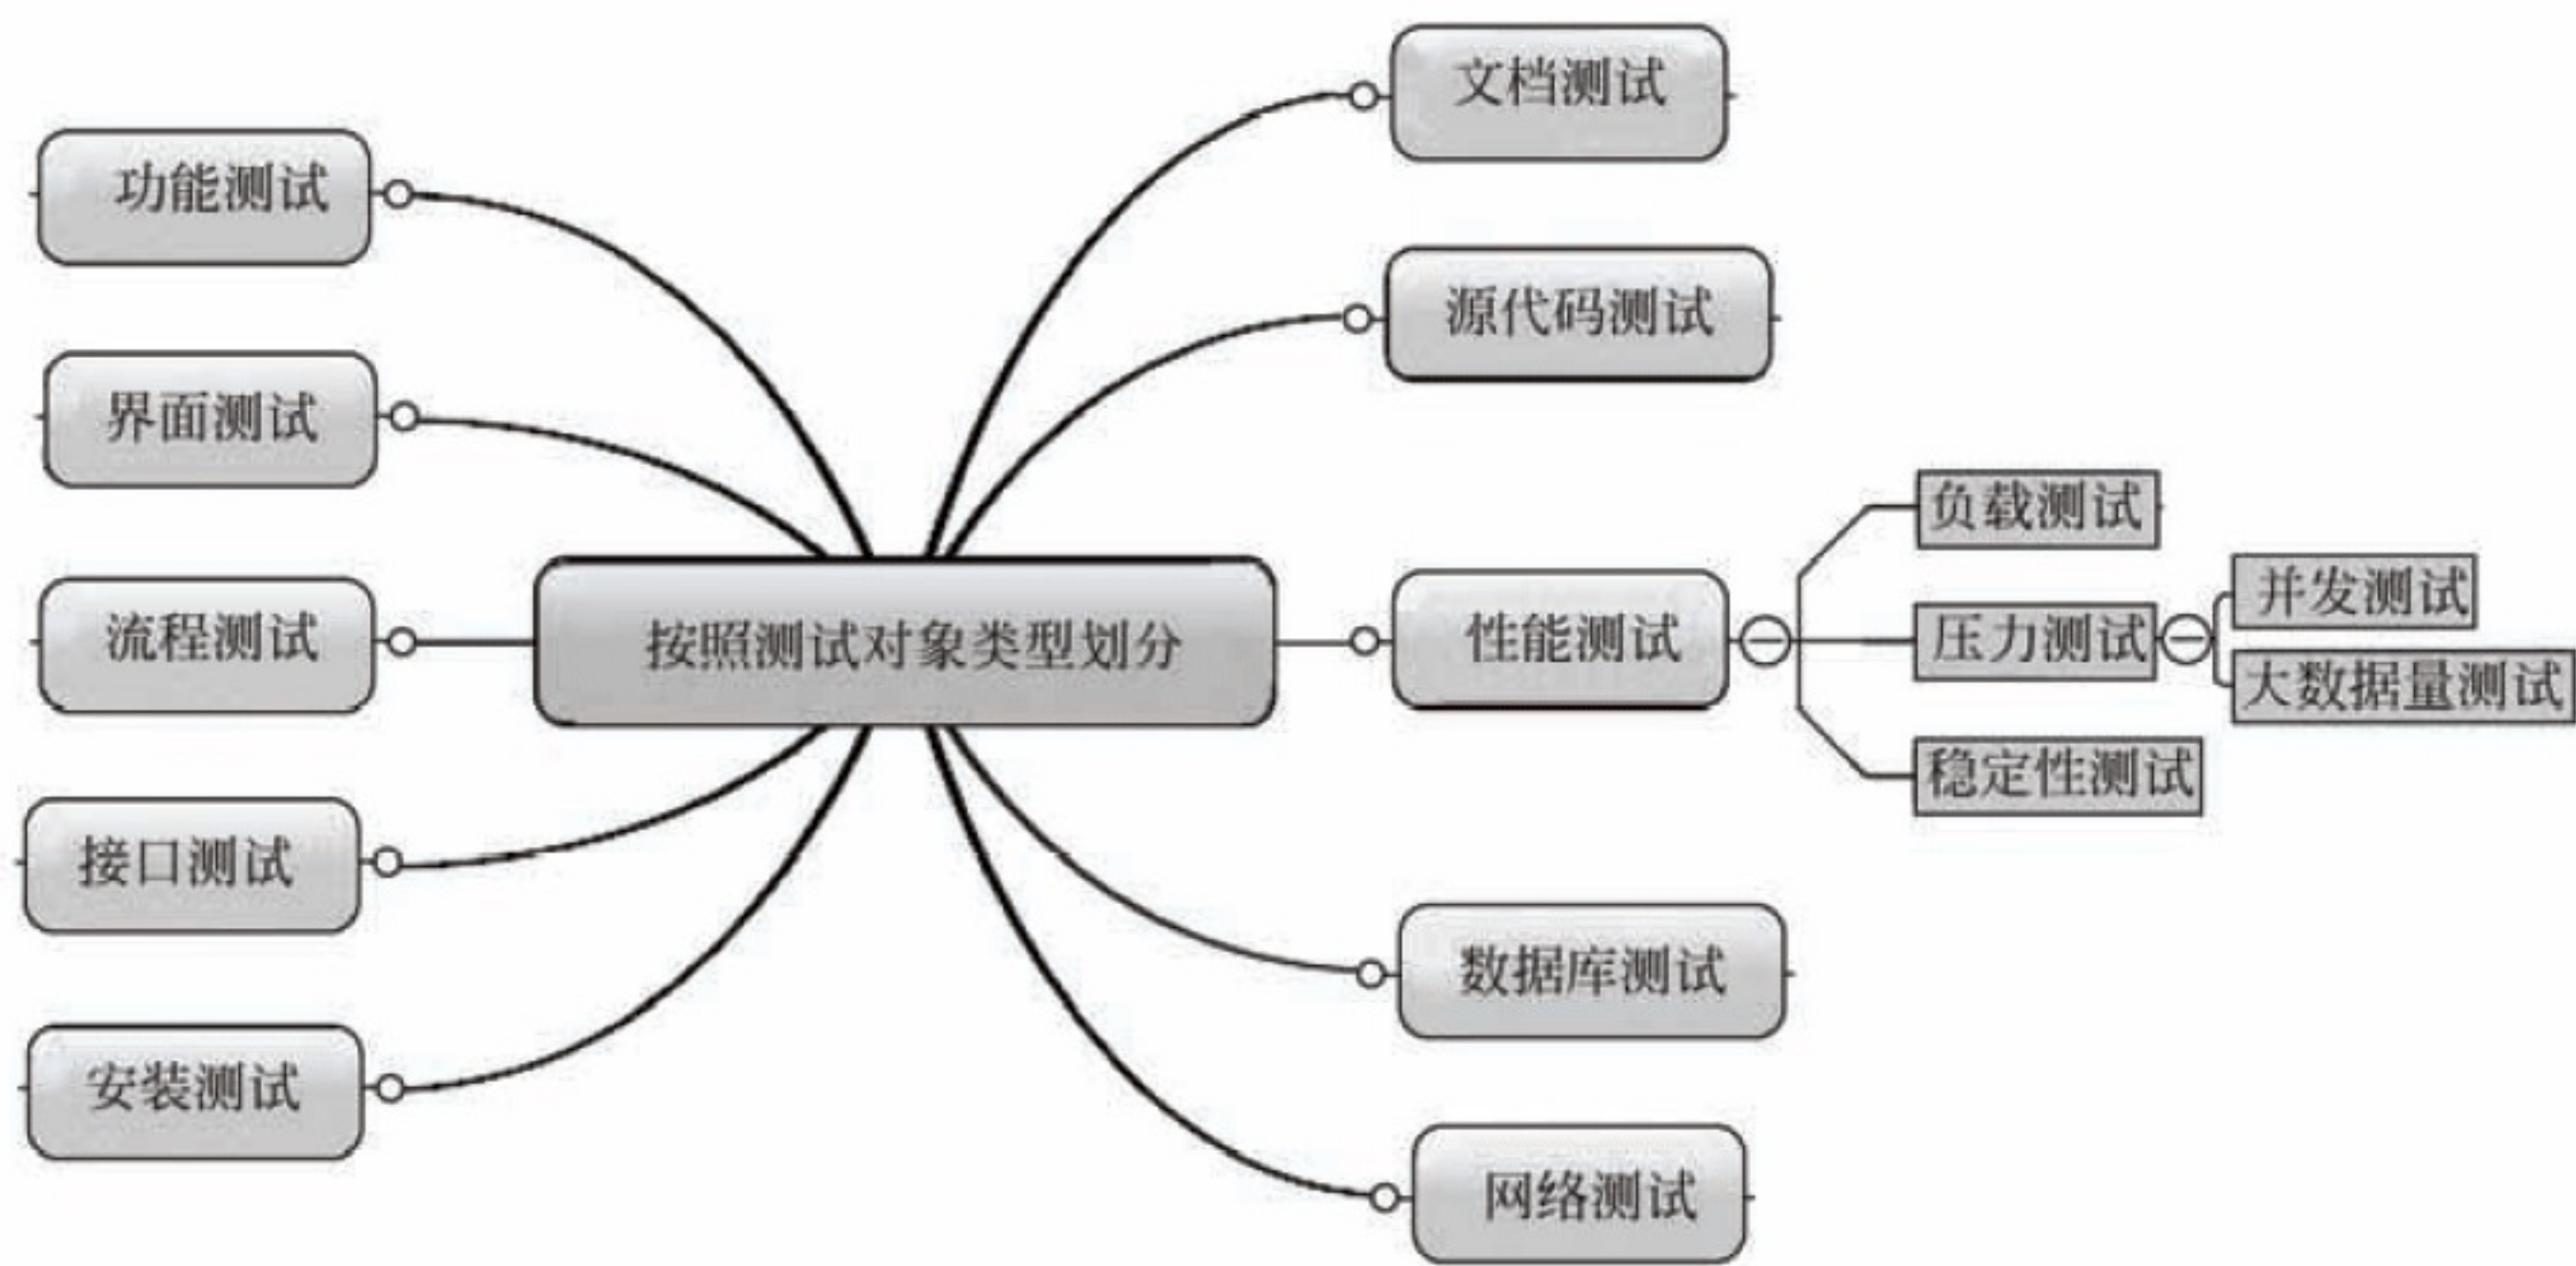 功能测试
界面测试
流程测试
接口测试
安装测试
按照测试对象类型划分
文档测试
源代码测试
性能测试
负载测试
压力测试
并发测试
大数据量测试
稳定性测试
数据库测试
网络测试